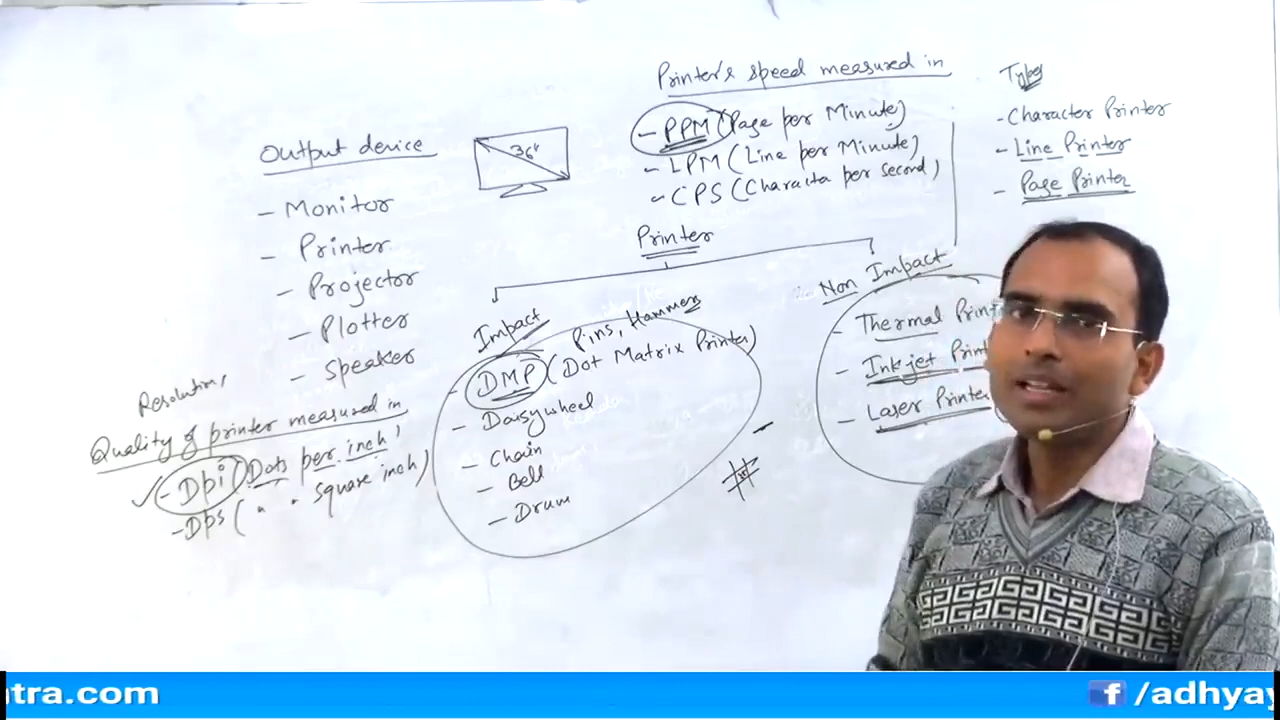 Output device
- Monitor
- Printer
- Projector
- Plotter
- Speaker
36"
Printer's speed measured in
- PPM (Page per Minute)
- LPM (Line per Minute)
- CPS (Characta per second)
Types
- Character Printer
- Line Printer
- Page Printer
Printer
Impact
Pins, Hammers
- DMP (Dot Matrix Printer)
- Daisywheel
- Chain
- Bell
- Drum
Non Impact
- Thermal Print
- Inkjet Print
- Laser Printer
Resolution,
Quality of printer measured in
- Dpi (Dots per inch)
- Dps ( " " square inch)
ntra.com
f /adhyay